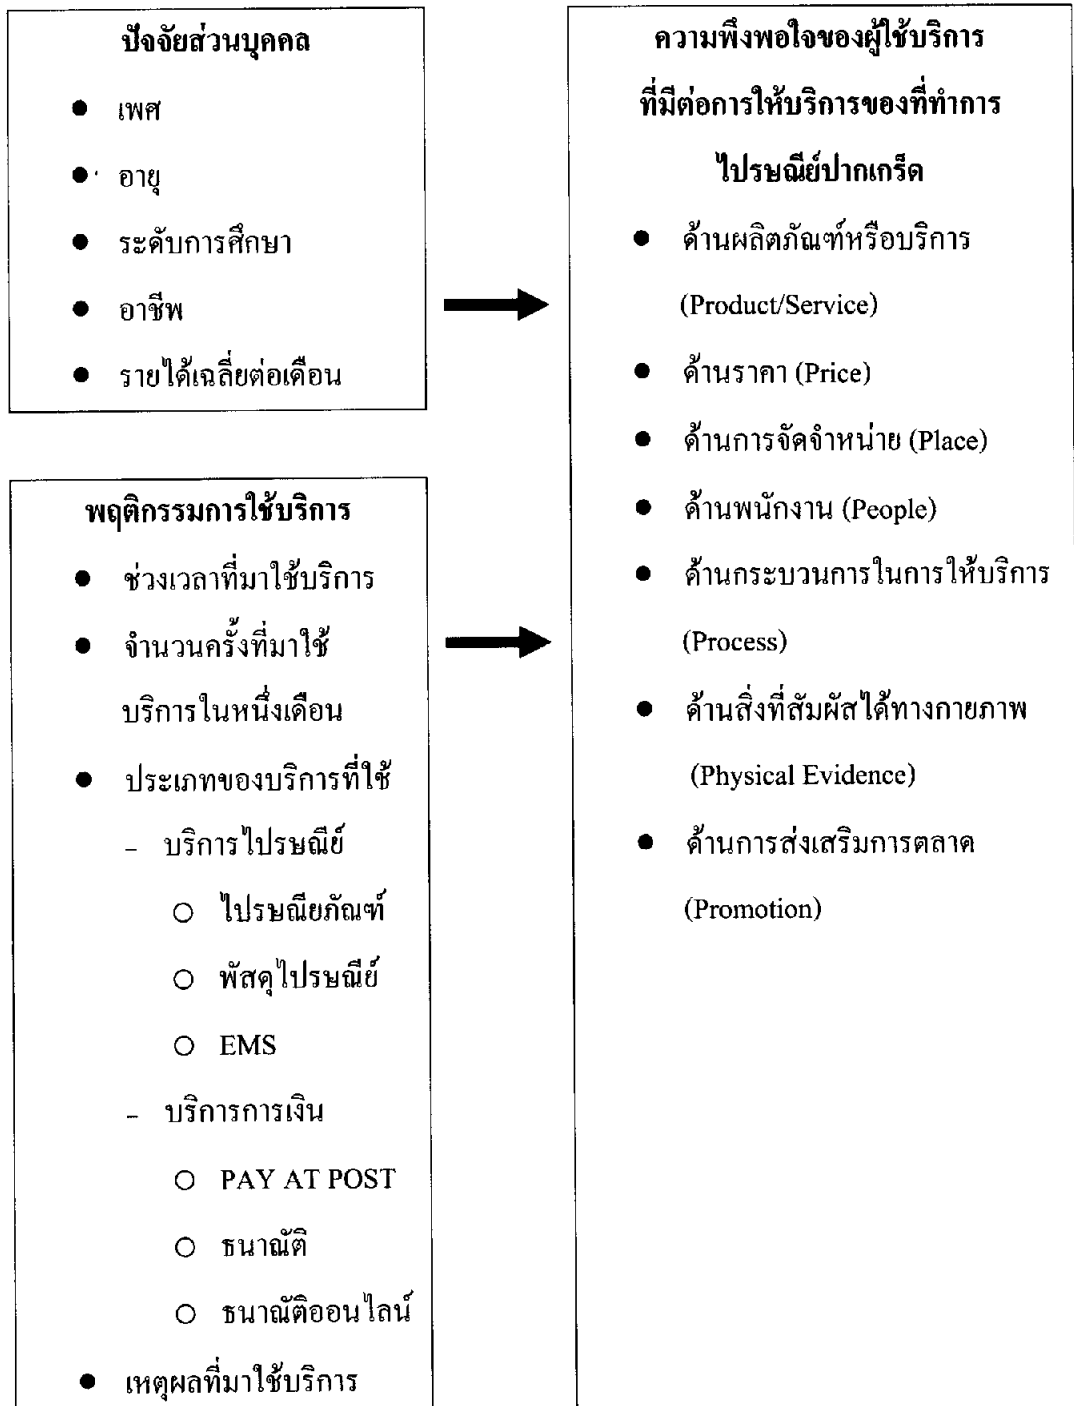 ปัจจัยส่วนบุคคล
● เพศ
● อายุ
● ระดับการศึกษา
● อาชีพ
● รายได้เฉลี่ยต่อเดือน
พฤติกรรมการใช้บริการ
● ช่วงเวลาที่มาใช้บริการ
● จำนวนครั้งที่มาใช้
บริการในหนึ่งเดือน
● ประเภทของบริการที่ใช้
- บริการไปรษณีย์
○ ไปรษณียภัณฑ์
○ พัสดุไปรษณีย์
○ EMS
- บริการการเงิน
○ PAY AT POST
○ ธนาณัติ
○ ธนาณัติออนไลน์
● เหตุผลที่มาใช้บริการ
ความพึงพอใจของผู้ใช้บริการ
ที่มีต่อการให้บริการของที่ทำการ
ไปรษณีย์ปากเกร็ด
● ด้านผลิตภัณฑ์หรือบริการ
(Product/Service)
● ด้านราคา (Price)
● ด้านการจัดจำหน่าย (Place)
● ด้านพนักงาน (People)
● ด้านกระบวนการในการให้บริการ
(Process)
● ด้านสิ่งที่สัมผัสได้ทางกายภาพ
(Physical Evidence)
● ด้านการส่งเสริมการตลาด
(Promotion)